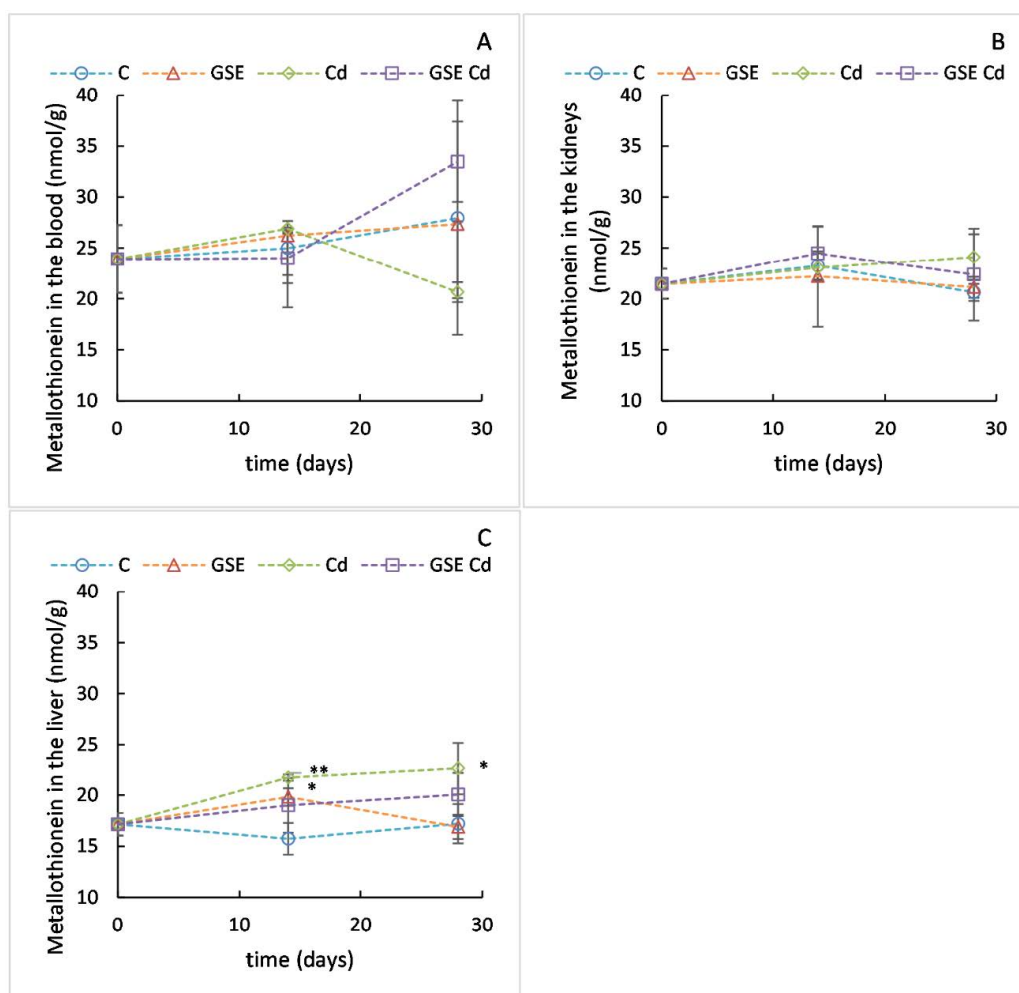 A
C GSE Cd GSE Cd
Metallothionein in the blood (nmol/g)
40
35
30
25
20
15
10
0 10 20 30
time (days)
B
C GSE Cd GSE Cd
Metallothionein in the kidneys
(nmol/g)
40
35
30
25
20
15
10
0 10 20 30
time (days)
C
C GSE Cd GSE Cd
Metallothionein in the liver (nmol/g)
40
35
30
25
20
15
10
**
*
*
0 10 20 30
time (days)